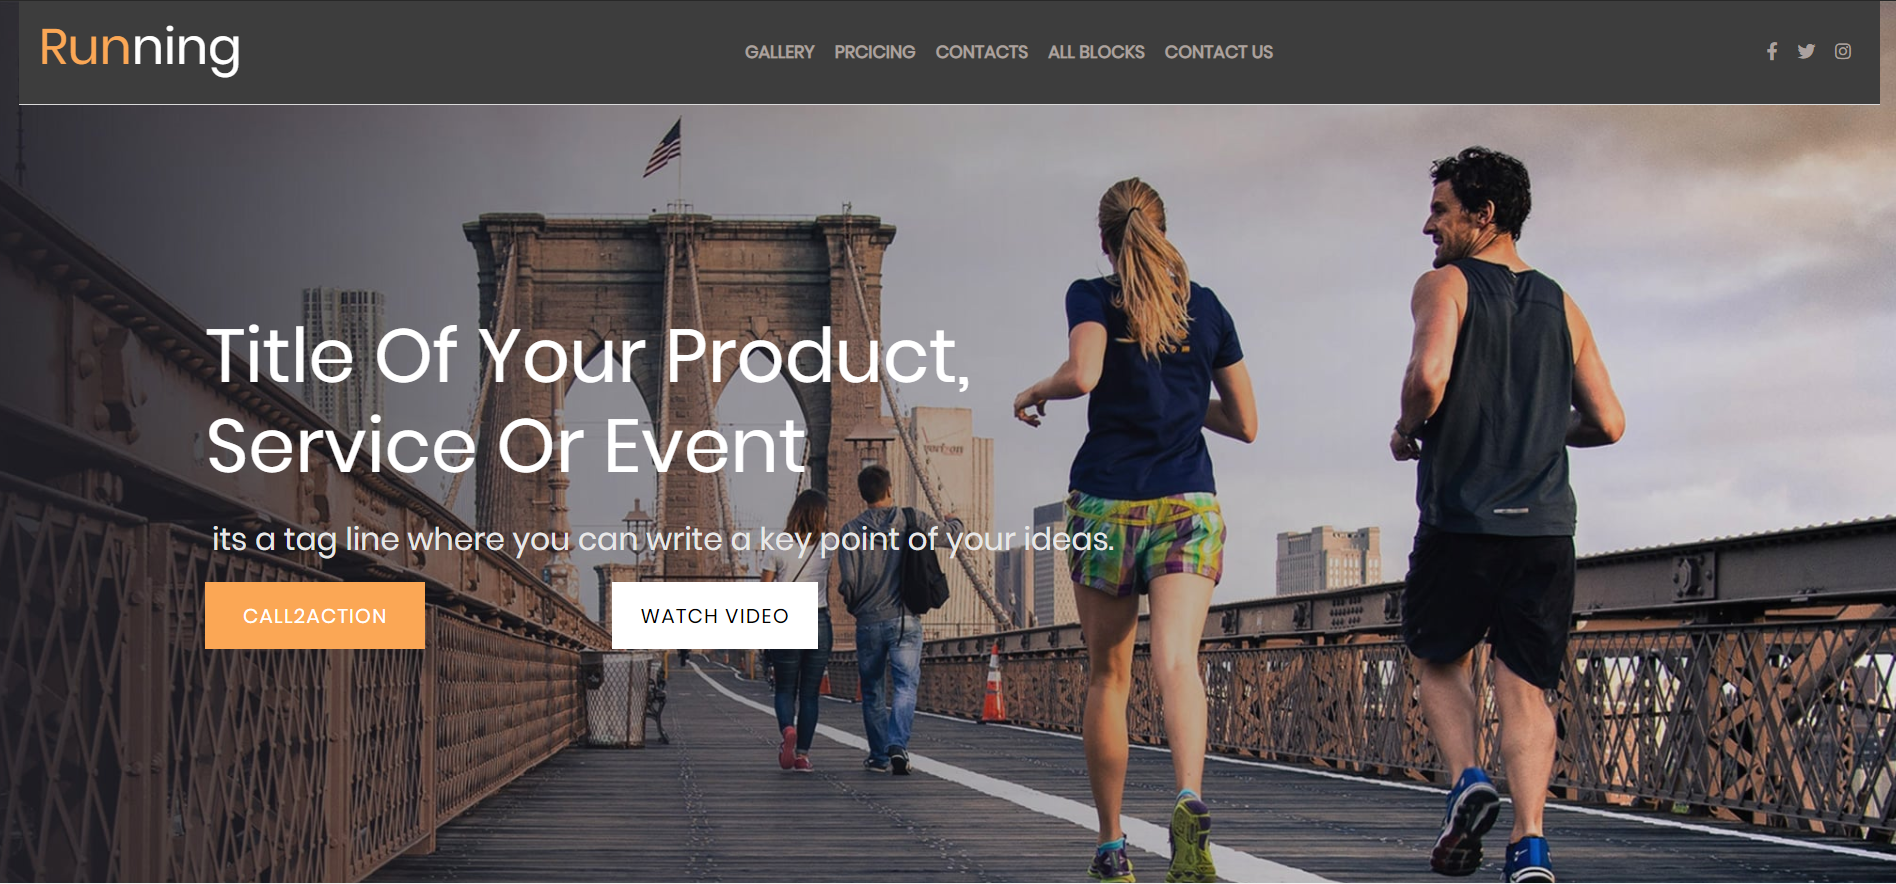 Running
GALLERY PRCICING CONTACTS ALL BLOCKS CONTACT US
Title Of Your Product,
Service Or Event
verizon
its a tag line where you can write a key point of your ideas.
CALL2ACTION WATCH VIDEO